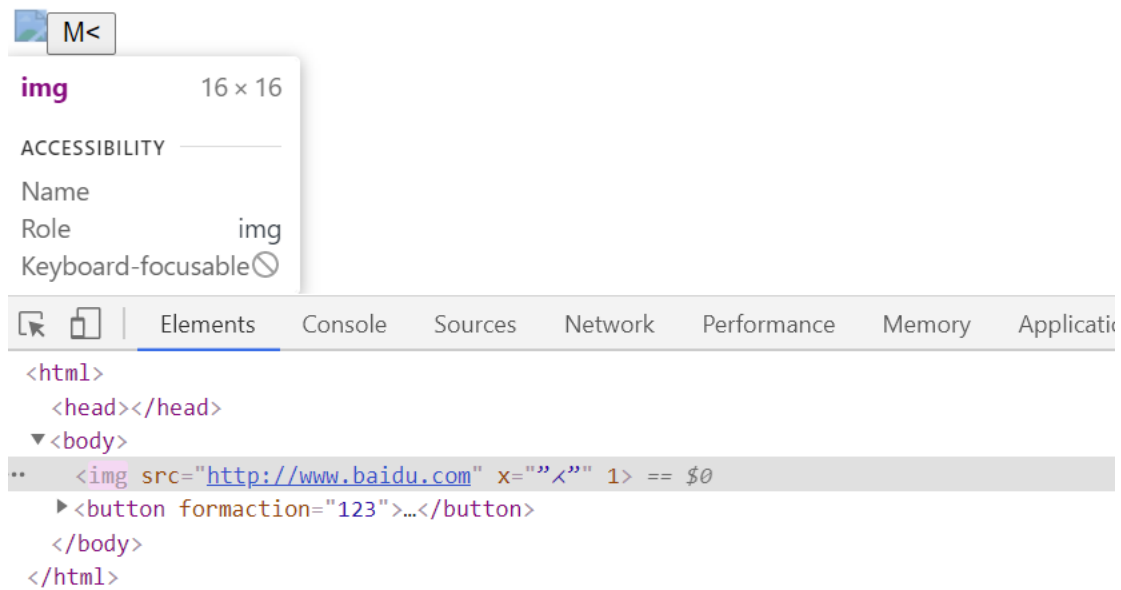 M<
img 16 × 16
ACCESSIBILITY
Name
Role img
Keyboard-focusable
Elements Console Sources Network Performance Memory Applicatio
<html>
<head></head>
▼<body>
<img src="http://www.baidu.com" x="”ㅅ”" 1> == $0
▶<button formaction="123">…</button>
</body>
</html>